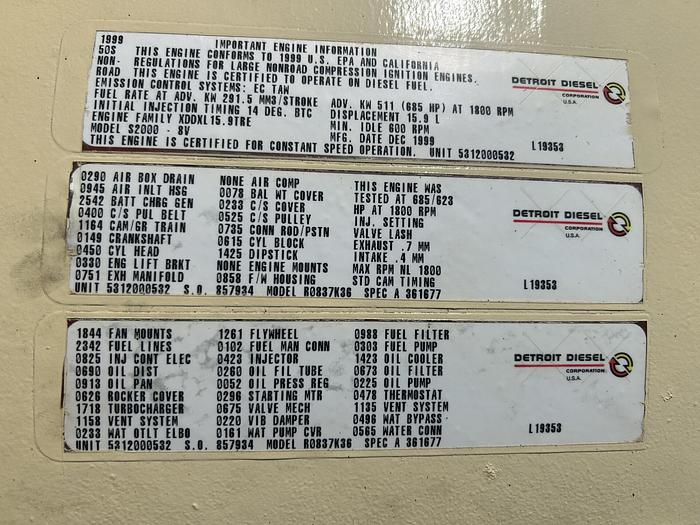 1999 IMPORTANT ENGINE INFORMATION
50S THIS ENGINE CONFORMS TO 1999 U.S. EPA AND CALIFORNIA
NON- REGULATIONS FOR LARGE NONROAD COMPRESSION IGNITION ENGINES.
ROAD THIS ENGINE IS CERTIFIED TO OPERATE ON DIESEL FUEL.
EMISSION CONTROL SYSTEMS: EC TAW
FUEL RATE AT ADV. KW 291.5 MM3/STROKE ADV. KW 511 (685 HP) AT 1800 RPM
INITIAL INJECTION TIMING 14 DEG. BTC DISPLACEMENT 15.9 L
ENGINE FAMILY XDDXL15.9TRE MIN. IDLE 600 RPM
MODEL S2000 - 8V MFG. DATE DEC 1999
THIS ENGINE IS CERTIFIED FOR CONSTANT SPEED OPERATION. UNIT 5312000532
DETROIT DIESEL
CORPORATION
U.S.A.
L19353
0290 AIR BOX DRAIN NONE AIR COMP THIS ENGINE WAS
0945 AIR INLT HSG 0078 BAL WT COVER TESTED AT 685/623
2542 BATT CHRG GEN 0233 C/S COVER HP AT 1800 RPM
0400 C/S PUL BELT 0525 C/S PULLEY INJ. SETTING
1164 CAM/GR TRAIN 0735 CONN ROD/PSTN VALVE LASH
0149 CRANKSHAFT 0615 CYL BLOCK EXHAUST .7 MM
0450 CYL HEAD 1425 DIPSTICK INTAKE .4 MM
0330 ENG LIFT BRKT NONE ENGINE MOUNTS MAX RPM NL 1800
0751 EXH MANIFOLD 0858 F/W HOUSING STD CAM TIMING
UNIT 5312000532 S.O. 857934 MODEL R0837K36 SPEC A 361677
DETROIT DIESEL
CORPORATION
U.S.A.
L19353
1844 FAN MOUNTS 1261 FLYWHEEL 0988 FUEL FILTER
2342 FUEL LINES 0102 FUEL MAN CONN 0303 FUEL PUMP
0825 INJ CONT ELEC 0423 INJECTOR 1423 OIL COOLER
0690 OIL DIST 0260 OIL FIL TUBE 0673 OIL FILTER
0913 OIL PAN 0052 OIL PRESS REG 0225 OIL PUMP
0626 ROCKER COVER 0296 STARTING MTR 0478 THERMOSTAT
1718 TURBOCHARGER 0675 VALVE MECH 1135 VENT SYSTEM
1158 VENT SYSTEM 0220 VIB DAMPER 0496 WAT BYPASS
0233 WAT OTLT ELBO 0161 WAT PUMP CVR 0565 WATER CONN
UNIT 5312000532 S.O. 857934 MODEL R0837K36 SPEC A 361677
DETROIT DIESEL
CORPORATION
U.S.A.
L19353